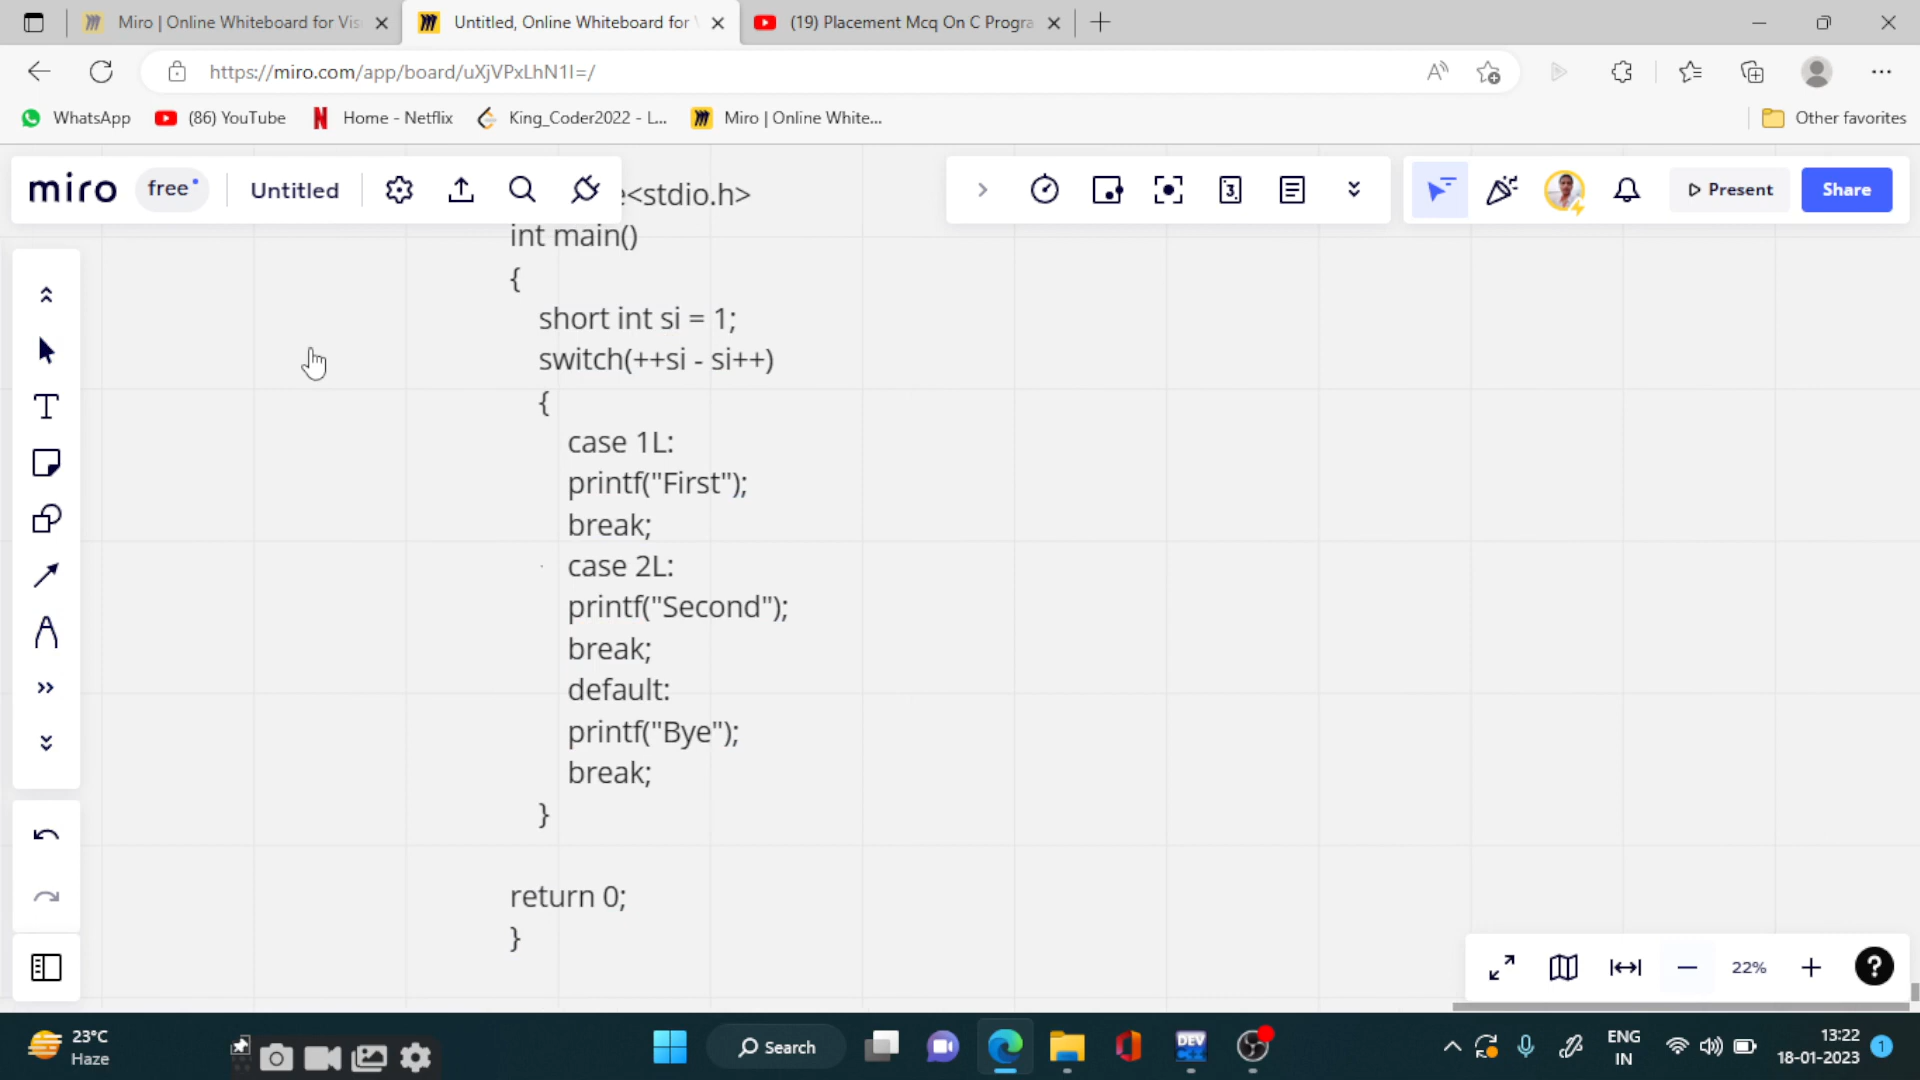 Miro | Online Whiteboard for Vis
Untitled, Online Whiteboard for
(19) Placement Mcq On C Progra
https://miro.com/app/board/uXjVPxLhN1I=/
WhatsApp
(86) YouTube
Home - Netflix
King_Coder2022 - L...
Miro | Online White...
Other favorites
miro
free
Untitled
Present
Share
e<stdio.h>
int main()
{
short int si = 1;
switch(++si - si++)
{
case 1L:
printf("First");
break;
case 2L:
printf("Second");
break;
default:
printf("Bye");
break;
}
return 0;
}
22%
23°C
Haze
Search
DEV
ENG
IN
13:22
18-01-2023
1